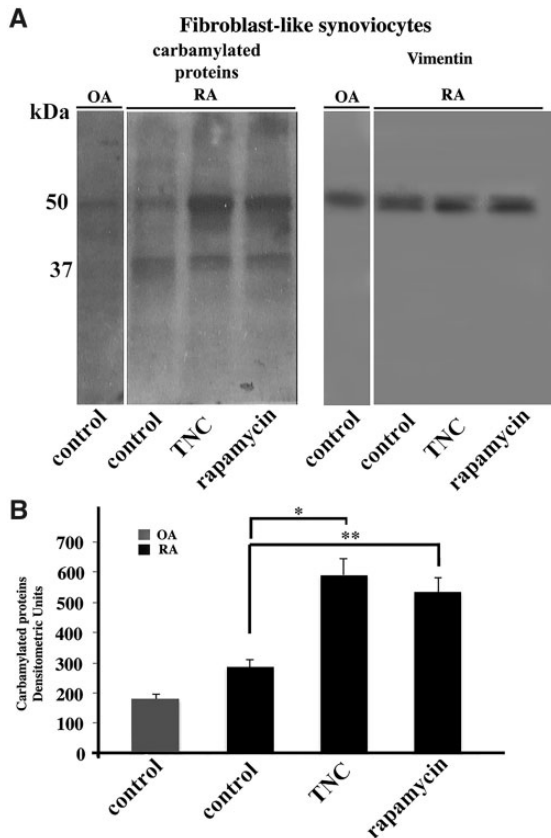 A
Fibroblast-like synoviocytes
carbamylated
proteins
Vimentin
kDa
OA
RA
OA
RA
50
37
control
control
TNC
rapamycin
control
control
TNC
rapamycin
B
OA
RA
*
**
700
600
500
400
300
200
100
0
Carbamylated proteins
Densitometric Units
control
control
TNC
rapamycin